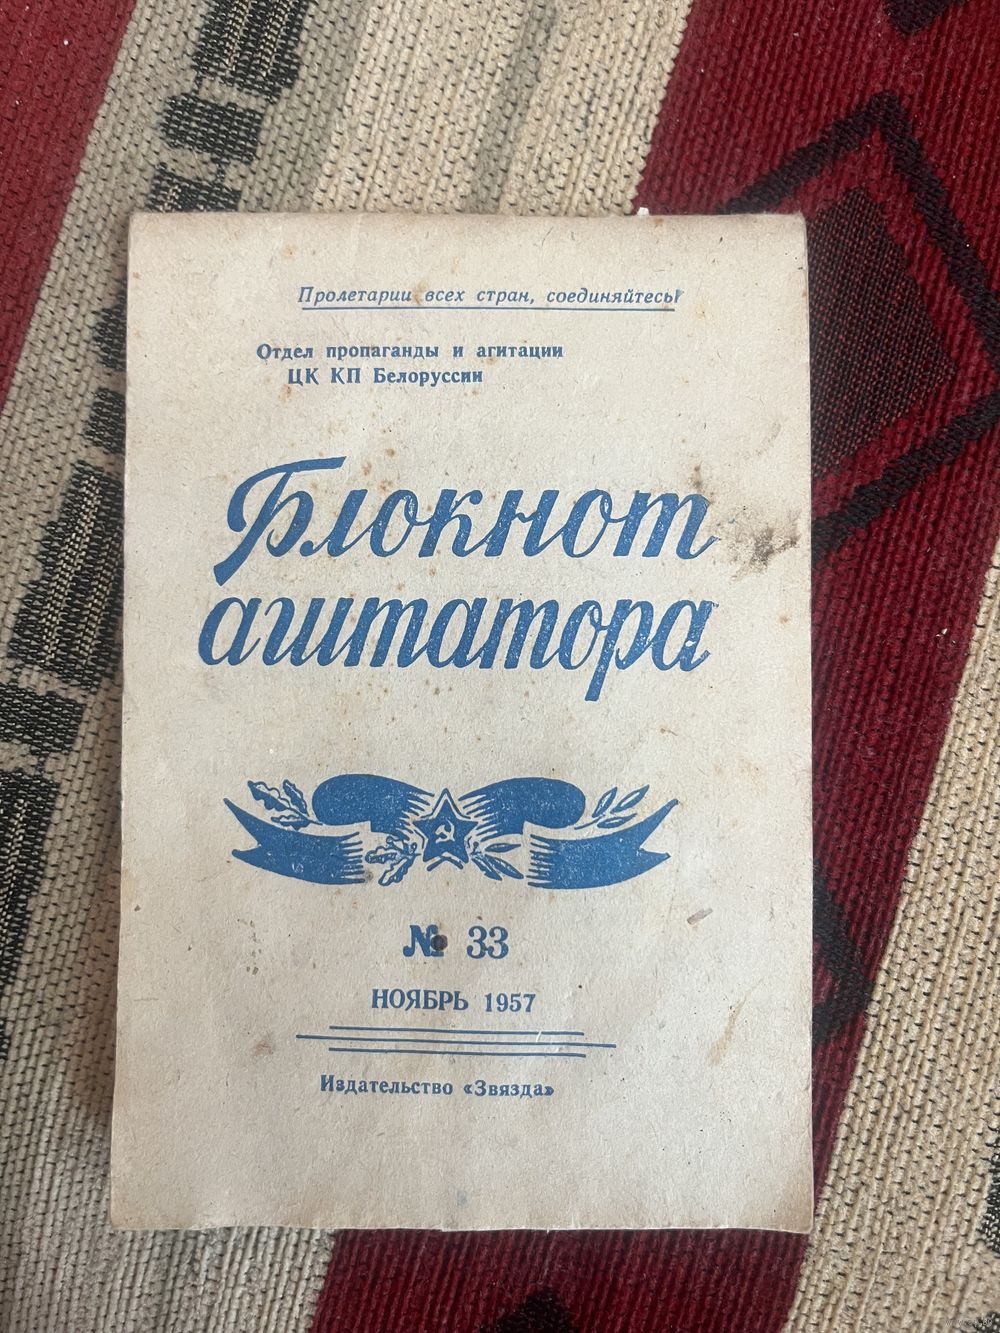 Пролетарии всех стран, соединяйтесь!
Отдел пропаганды и агитации
ЦК КП Белоруссии
Блокнот
агитатора
№ 33
НОЯБРЬ 1957
Издательство «Звязда»